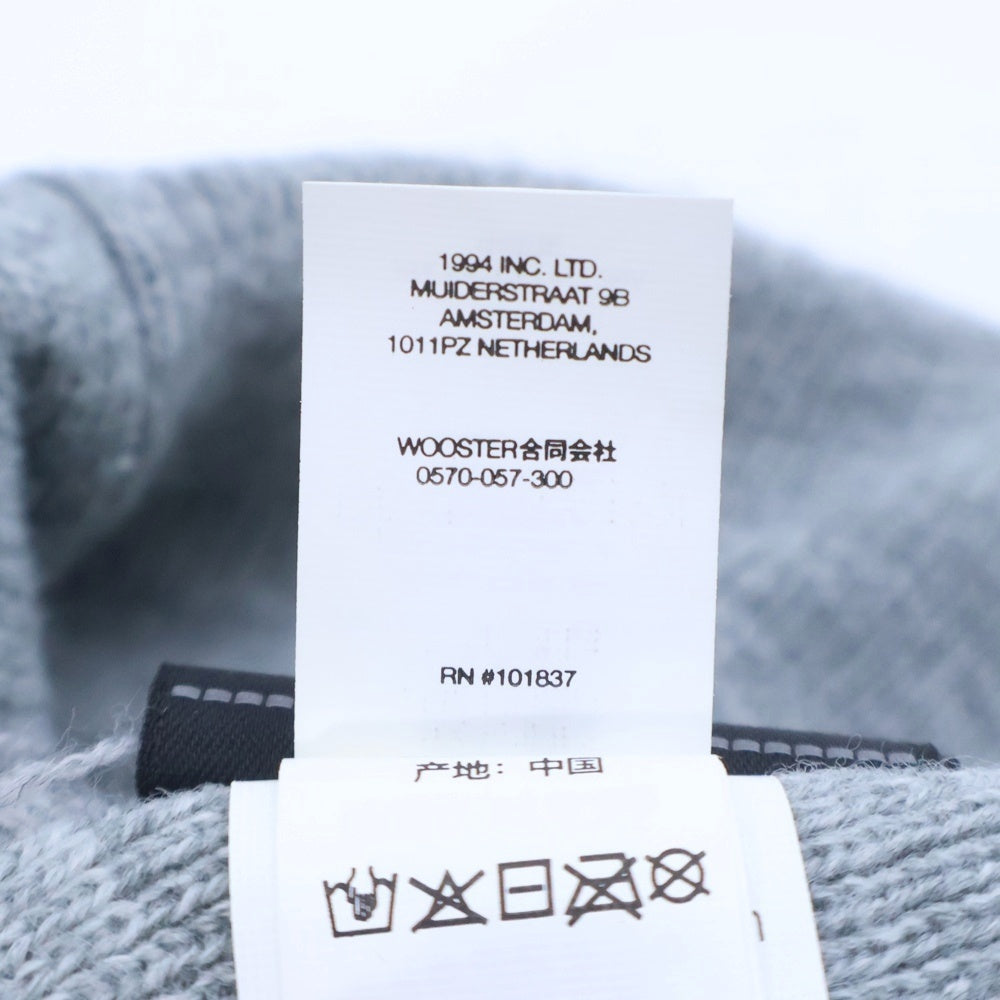 1994 INC. LTD.
MUIDERSTRAAT 9B
AMSTERDAM,
1011PZ NETHERLANDS
WOOSTER合同会社
0570-057-300
RN #101837
产地：中国